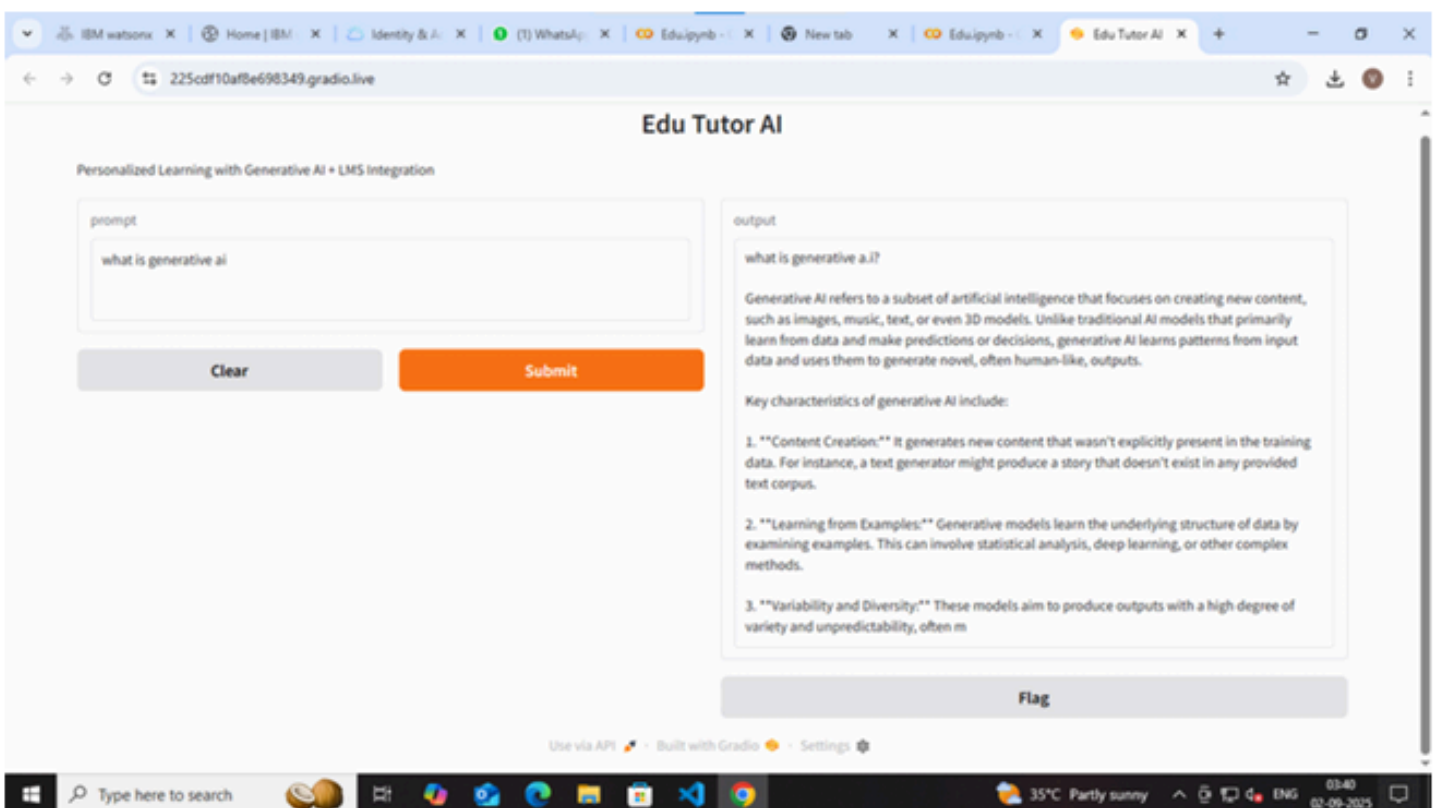 IBM watsonx
Home | IBM
Identity & Ac
(1) WhatsAp
Edu.ipynb - C
New tab
Edu.ipynb - C
Edu Tutor AI
225cdf10af8e698349.gradio.live
V
Edu Tutor AI
Personalized Learning with Generative AI + LMS Integration
prompt
what is generative ai
Clear
Submit
output
what is generative a.i?
Generative AI refers to a subset of artificial intelligence that focuses on creating new content,
such as images, music, text, or even 3D models. Unlike traditional AI models that primarily
learn from data and make predictions or decisions, generative AI learns patterns from input
data and uses them to generate novel, often human-like, outputs.
Key characteristics of generative AI include:
1. **Content Creation:** It generates new content that wasn't explicitly present in the training
data. For instance, a text generator might produce a story that doesn't exist in any provided
text corpus.
2. **Learning from Examples:** Generative models learn the underlying structure of data by
examining examples. This can involve statistical analysis, deep learning, or other complex
methods.
3. **Variability and Diversity:** These models aim to produce outputs with a high degree of
variety and unpredictability, often m
Flag
Use via API · Built with Gradio · Settings
Type here to search
35°C Partly sunny
ENG
03:40
02-09-2025